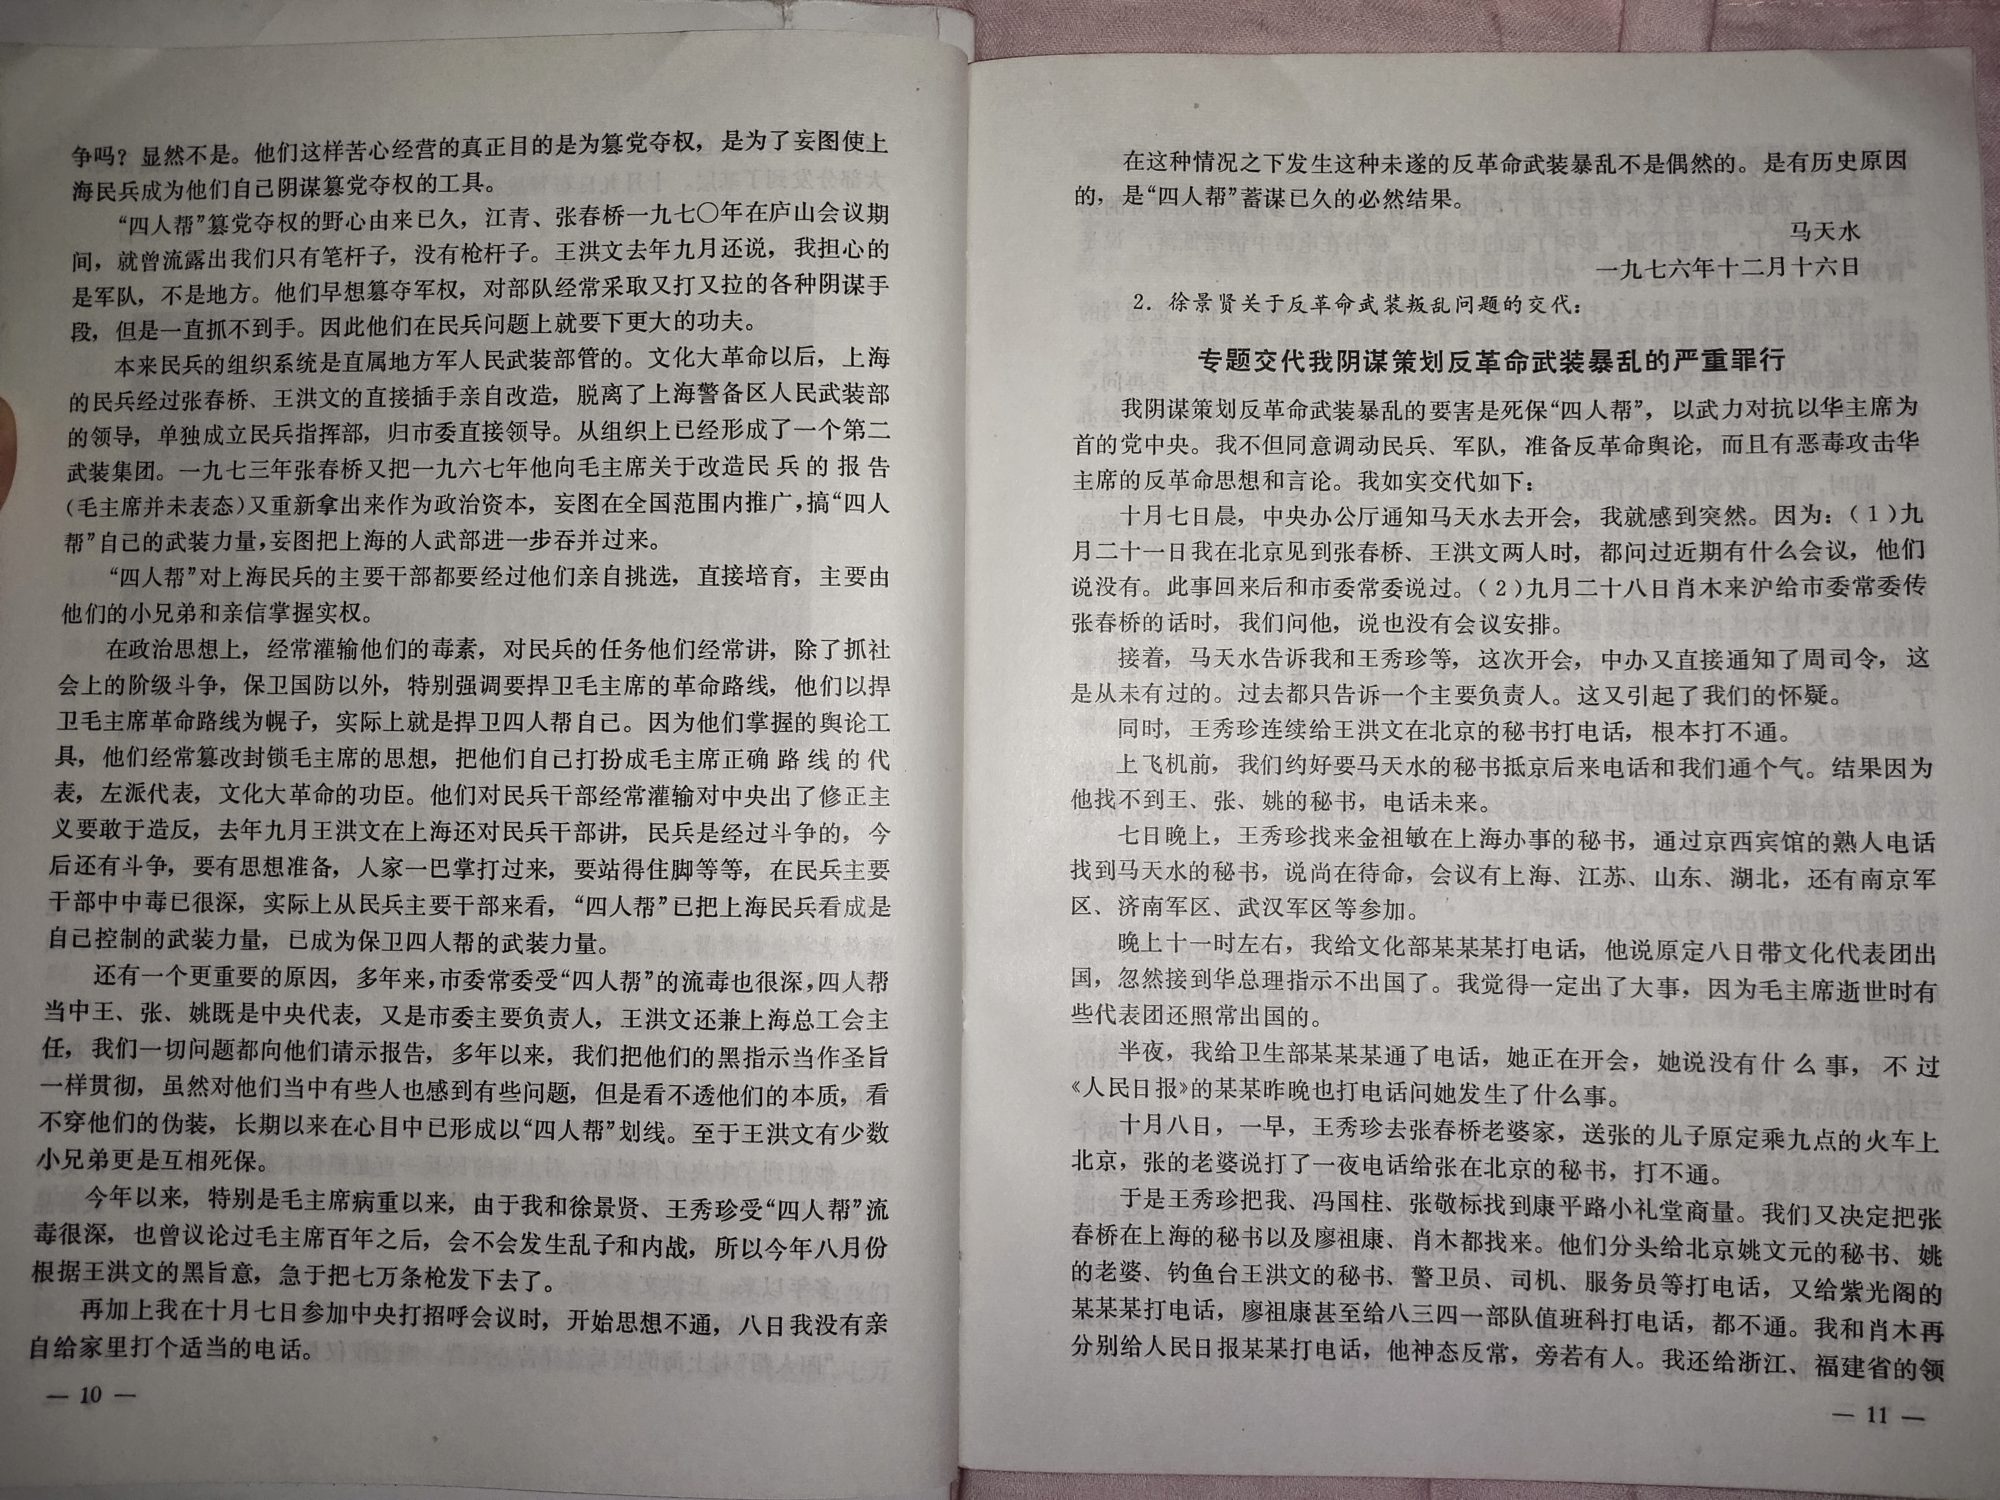 争吗？显然不是。他们这样苦心经营的真正目的是为篡党夺权，是为了妄图使上
海民兵成为他们自己阴谋篡党夺权的工具。
“四人帮”篡党夺权的野心由来已久，江青、张春桥一九七〇年在庐山会议期
间，就曾流露出我们只有笔杆子，没有枪杆子。王洪文去年九月还说，我担心的
是军队，不是地方。他们早想篡夺军权，对部队经常采取又打又拉的各种阴谋手
段，但是一直抓不到手。因此他们在民兵问题上就要下更大的功夫。
本来民兵的组织系统是直属地方军人民武装部管的。文化大革命以后，上海
的民兵经过张春桥、王洪文的直接插手亲自改造，脱离了上海警备区人民武装部
的领导，单独成立民兵指挥部，归市委直接领导。从组织上已经形成了一个第二
武装集团。一九七三年张春桥又把一九六七年他向毛主席关于改造民兵的报告
（毛主席并未表态）又重新拿出来作为政治资本，妄图在全国范围内推广，搞“四人
帮”自己的武装力量，妄图把上海的人武部进一步吞并过来。
“四人帮”对上海民兵的主要干部都要经过他们亲自挑选，直接培育，主要由
他们的小兄弟和亲信掌握实权。
在政治思想上，经常灌输他们的毒素，对民兵的任务他们经常讲，除了抓社
会上的阶级斗争，保卫国防以外，特别强调要捍卫毛主席的革命路线，他们以捍
卫毛主席革命路线为幌子，实际上就是捍卫四人帮自己。因为他们掌握的舆论工
具，他们经常篡改封锁毛主席的思想，把他们自己打扮成毛主席正确路线的代
表，左派代表，文化大革命的功臣。他们对民兵干部经常灌输对中央出了修正主
义要敢于造反，去年九月王洪文在上海还对民兵干部讲，民兵是经过斗争的，今
后还有斗争，要有思想准备，人家一巴掌打过来，要站得住脚等等，在民兵主要
干部中中毒已很深，实际上从民兵主要干部来看，“四人帮”已把上海民兵看成是
自己控制的武装力量，已成为保卫四人帮的武装力量。
还有一个更重要的原因，多年来，市委常委受“四人帮”的流毒也很深，四人帮
当中王、张、姚既是中央代表，又是市委主要负责人，王洪文还兼上海总工会主
任，我们一切问题都向他们请示报告，多年以来，我们把他们的黑指示当作圣旨
一样贯彻，虽然对他们当中有些人也感到有些问题，但是看不透他们的本质，看
不穿他们的伪装，长期以来在心目中已形成以“四人帮”划线。至于王洪文有少数
小兄弟更是互相死保。
今年以来，特别是毛主席病重以来，由于我和徐景贤、王秀珍受“四人帮”流
毒很深，也曾议论过毛主席百年之后，会不会发生乱子和内战，所以今年八月份
根据王洪文的黑旨意，急于把七万条枪发下去了。
再加上我在十月七日参加中央打招呼会议时，开始思想不通，八日我没有亲
自给家里打个适当的电话。
— 10 —
在这种情况之下发生这种未遂的反革命武装暴乱不是偶然的。是有历史原因
的，是“四人帮”蓄谋已久的必然结果。
马天水
一九七六年十二月十六日
2．徐景贤关于反革命武装叛乱问题的交代：
专题交代我阴谋策划反革命武装暴乱的严重罪行
我阴谋策划反革命武装暴乱的要害是死保“四人帮”，以武力对抗以华主席为
首的党中央。我不但同意调动民兵、军队，准备反革命舆论，而且有恶毒攻击华
主席的反革命思想和言论。我如实交代如下：
十月七日晨，中央办公厅通知马天水去开会，我就感到突然。因为：（1）九
月二十一日我在北京见到张春桥、王洪文两人时，都问过近期有什么会议，他们
说没有。此事回来后和市委常委说过。（2）九月二十八日肖木来沪给市委常委传
张春桥的话时，我们问他，说也没有会议安排。
接着，马天水告诉我和王秀珍等，这次开会，中办又直接通知了周司令，这
是从未有过的。过去都只告诉一个主要负责人。这又引起了我们的怀疑。
同时，王秀珍连续给王洪文在北京的秘书打电话，根本打不通。
上飞机前，我们约好要马天水的秘书抵京后来电话和我们通个气。结果因为
他找不到王、张、姚的秘书，电话未来。
七日晚上，王秀珍找来金祖敏在上海办事的秘书，通过京西宾馆的熟人电话
找到马天水的秘书，说尚在待命，会议有上海、江苏、山东、湖北，还有南京军
区、济南军区、武汉军区等参加。
晚上十一时左右，我给文化部某某某打电话，他说原定八日带文化代表团出
国，忽然接到华总理指示不出国了。我觉得一定出了大事，因为毛主席逝世时有
些代表团还照常出国的。
半夜，我给卫生部某某某通了电话，她正在开会，她说没有什么事，不过
《人民日报》的某某昨晚也打电话问她发生了什么事。
十月八日，一早，王秀珍去张春桥老婆家，送张的儿子原定乘九点的火车上
北京，张的老婆说打了一夜电话给张在北京的秘书，打不通。
于是王秀珍把我、冯国柱、张敬标找到康平路小礼堂商量。我们又决定把张
春桥在上海的秘书以及廖祖康、肖木都找来。他们分头给北京姚文元的秘书、姚
的老婆、钓鱼台王洪文的秘书、警卫员、司机、服务员等打电话，又给紫光阁的
某某某打电话，廖祖康甚至给八三四一部队值班科打电话，都不通。我和肖木再
分别给人民日报某某打电话，他神态反常，旁若有人。我还给浙江、福建省的领
— 11 —